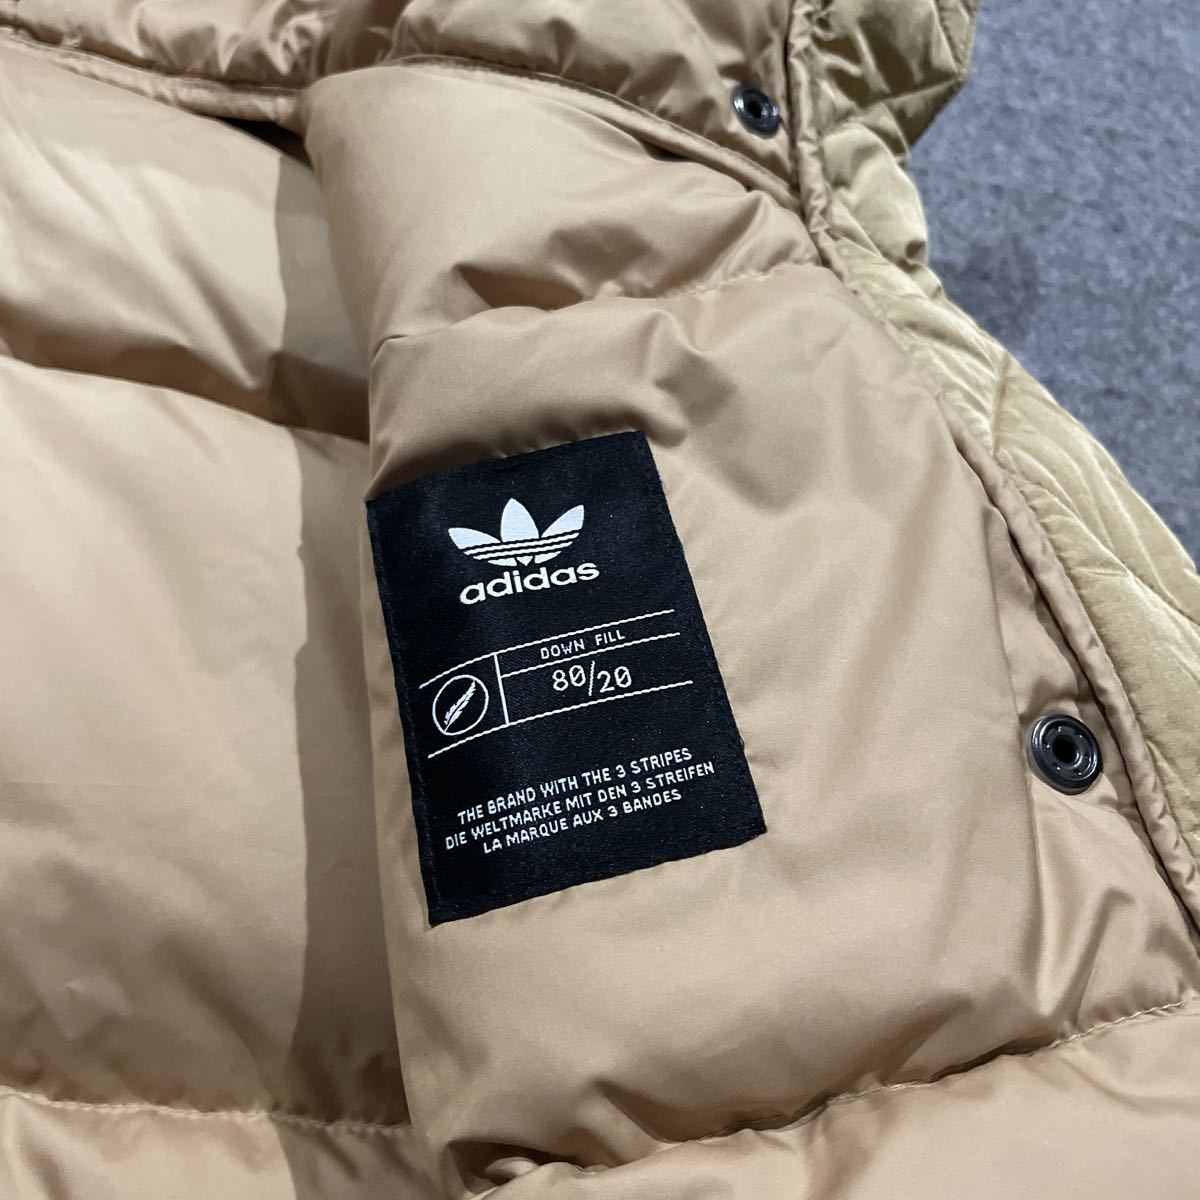 adidas
DOWN FILL
80/20
THE BRAND WITH THE 3 STRIPES
DIE WELTMARKE MIT DEN 3 STREIFEN
LA MARQUE AUX 3 BANDES